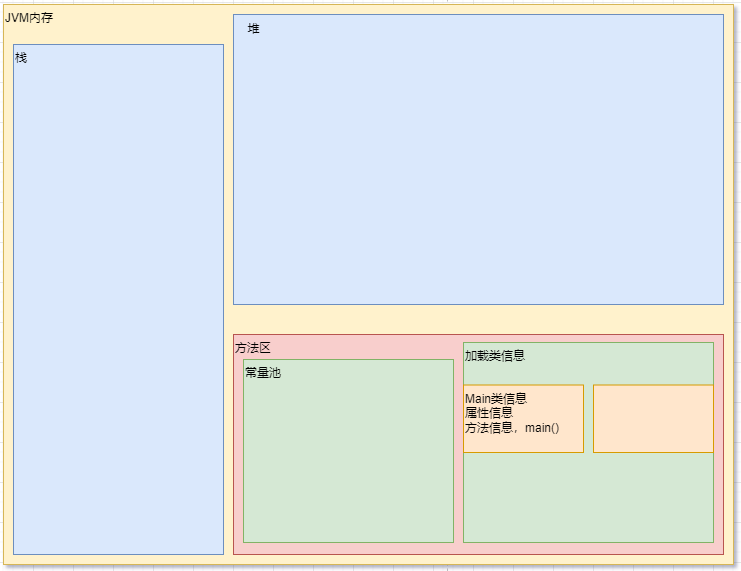 JVM内存
栈
堆
方法区
常量池
加载类信息
Main类信息
属性信息
方法信息，main()